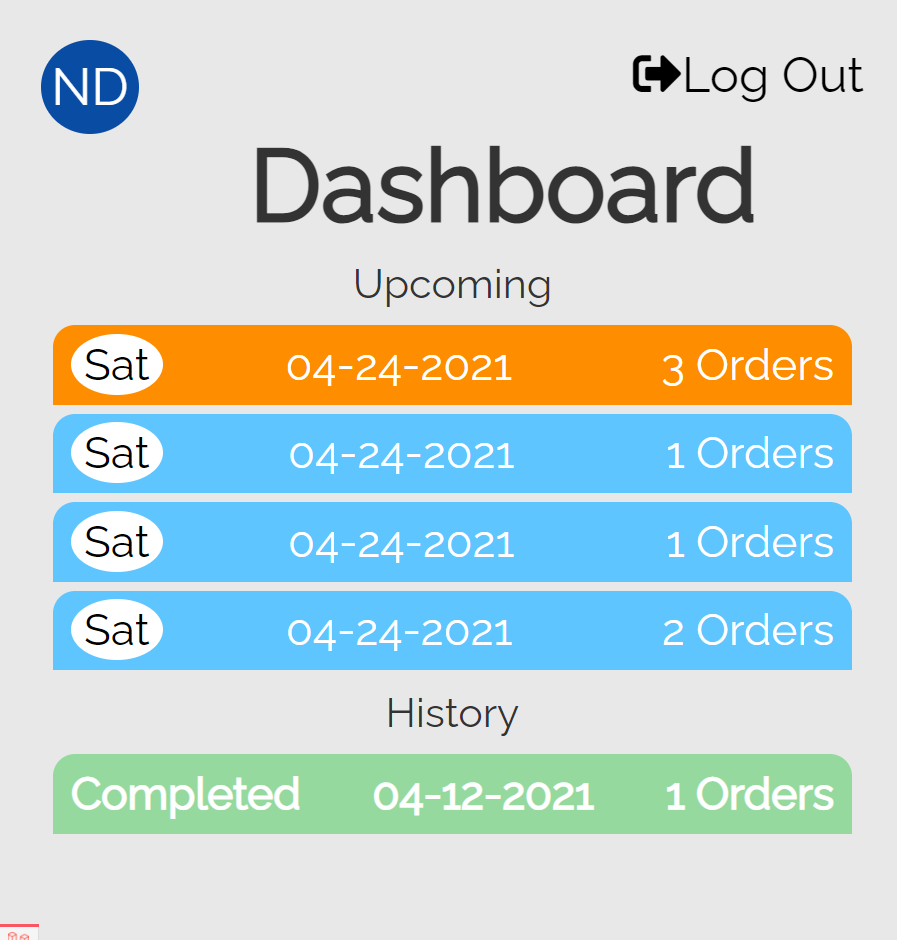 ND
Log Out
Dashboard
Upcoming
Sat 04-24-2021 3 Orders
Sat 04-24-2021 1 Orders
Sat 04-24-2021 1 Orders
Sat 04-24-2021 2 Orders
History
Completed 04-12-2021 1 Orders